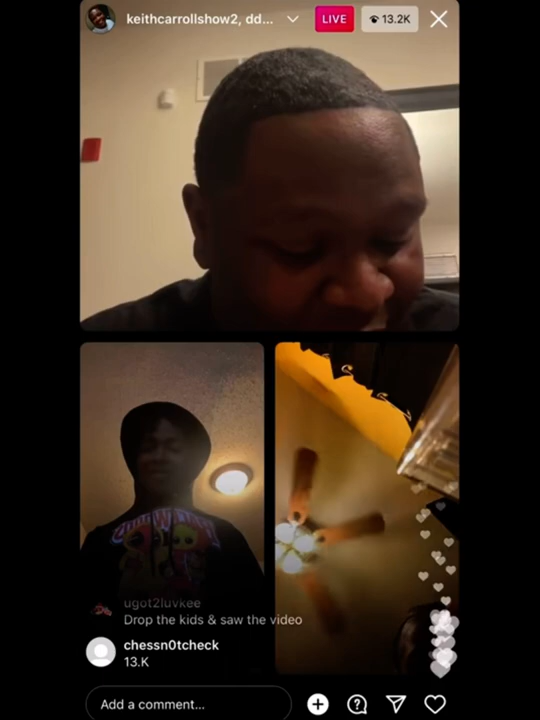 keithcarrollshow2, dd...
LIVE
13.2K
ugot2luvkee
Drop the kids & saw the video
chessn0tcheck
13.K
Add a comment...